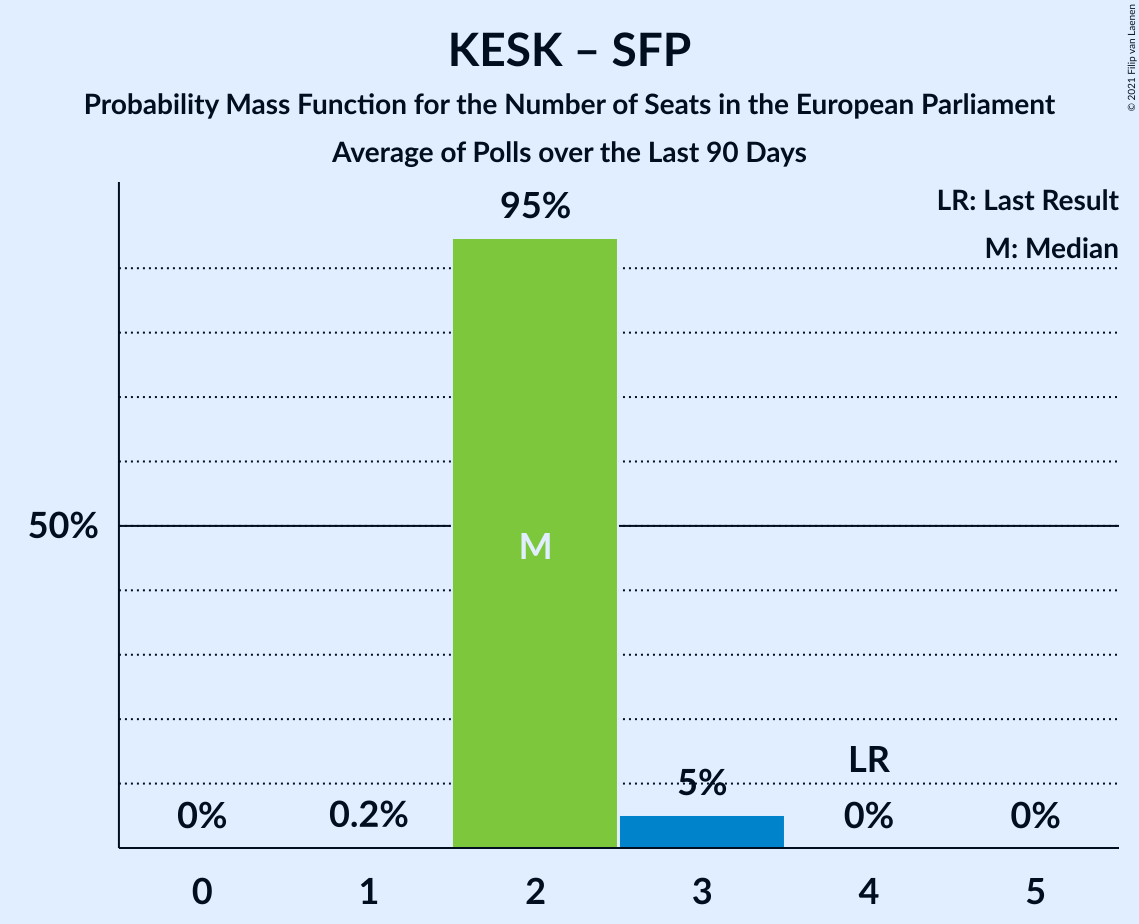 KESK – SFP
Probability Mass Function for the Number of Seats in the European Parliament
Average of Polls over the Last 90 Days
© 2021 Filip van Laenen
LR: Last Result
M: Median
95%
50%
M
LR
0%
0.2%
5%
0%
0%
0
1
2
3
4
5